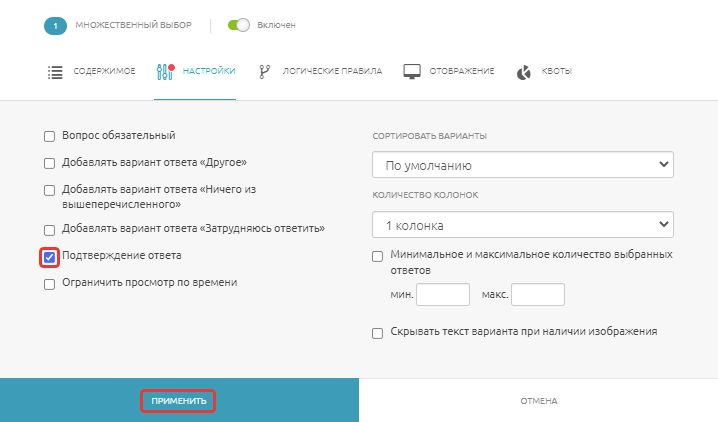 1 МНОЖЕСТВЕННЫЙ ВЫБОР Включен
СОДЕРЖИМОЕ НАСТРОЙКИ ЛОГИЧЕСКИЕ ПРАВИЛА ОТОБРАЖЕНИЕ КВОТЫ
Вопрос обязательный
Добавлять вариант ответа «Другое»
Добавлять вариант ответа «Ничего из
вышеперечисленного»
Добавлять вариант ответа «Затрудняюсь ответить»
Подтверждение ответа
Ограничить просмотр по времени
СОРТИРОВАТЬ ВАРИАНТЫ
По умолчанию
КОЛИЧЕСТВО КОЛОНОК
1 колонка
Минимальное и максимальное количество выбранных
ответов
мин. макс.
Скрывать текст варианта при наличии изображения
ПРИМЕНИТЬ ОТМЕНА